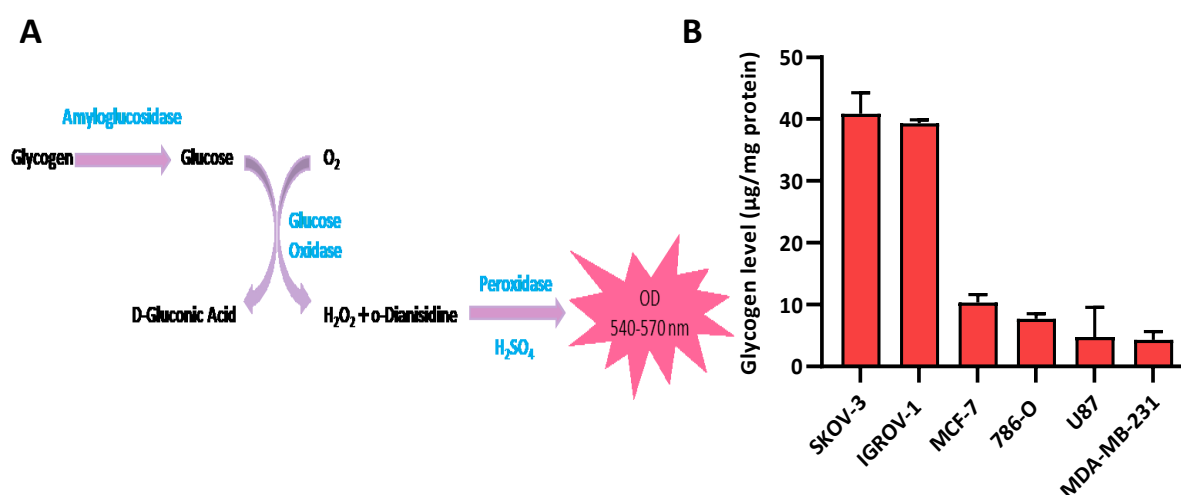 A
Amyloglucosidase
Glycogen
Glucose
O₂
Glucose
Oxidase
D-Gluconic Acid
H₂O₂ + o-Dianisidine
Peroxidase
H₂SO₄
OD
540-570 nm
B
Glycogen level (µg/mg protein)
50
40
30
20
10
0
SKOV-3
IGROV-1
MCF-7
786-O
U87
MDA-MB-231